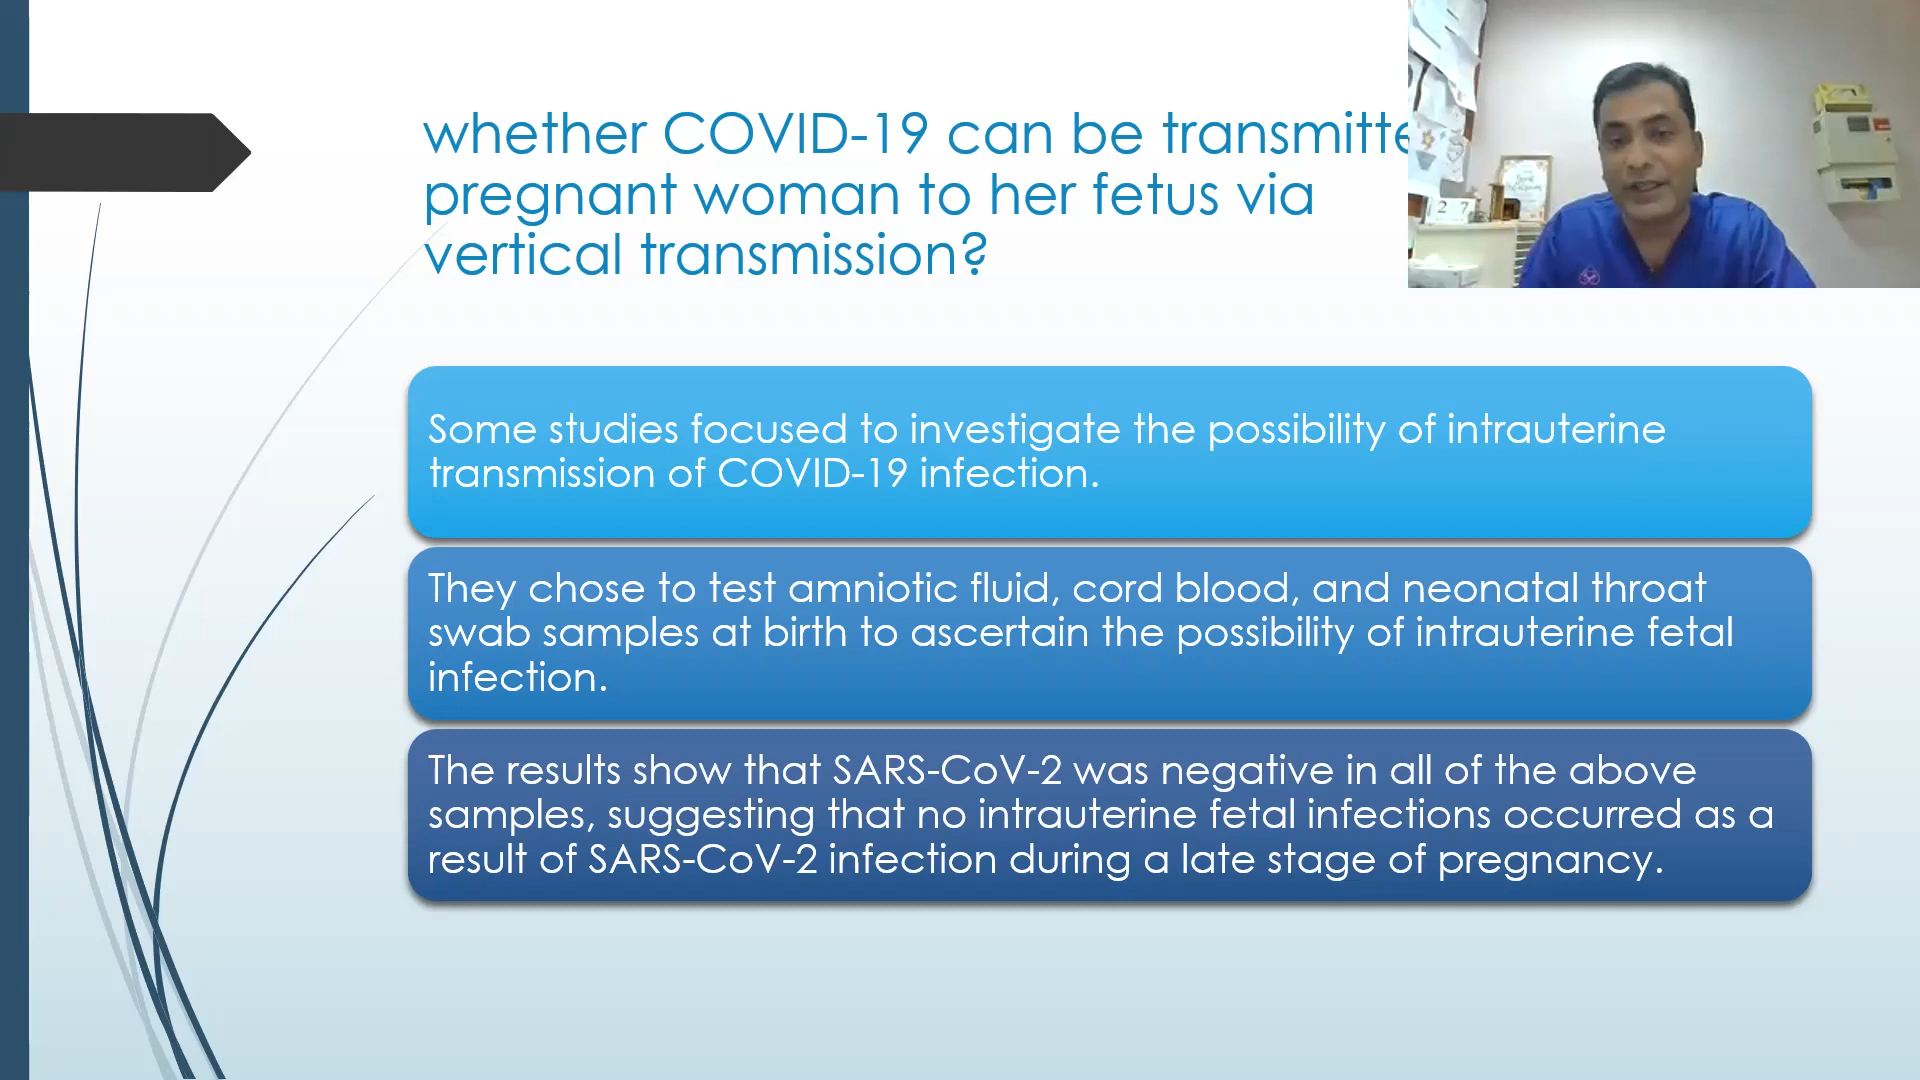 whether COVID-19 can be transmitte
pregnant woman to her fetus via
vertical transmission?
2 7
Some studies focused to investigate the possibility of intrauterine
transmission of COVID-19 infection.
They chose to test amniotic fluid, cord blood, and neonatal throat
swab samples at birth to ascertain the possibility of intrauterine fetal
infection.
The results show that SARS-CoV-2 was negative in all of the above
samples, suggesting that no intrauterine fetal infections occurred as a
result of SARS-CoV-2 infection during a late stage of pregnancy.